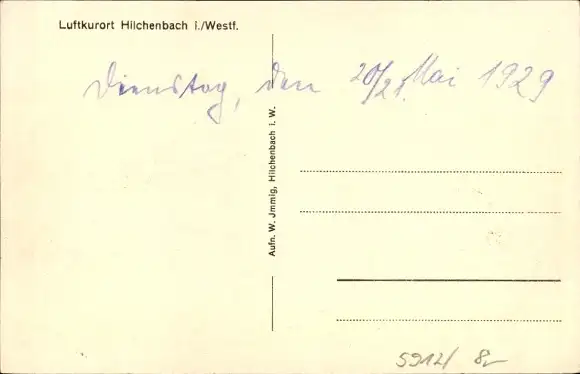 Luftkurort Hilchenbach i./Westf.
Dienstag, den 20/21. Mai 1929
Aufn. W. Jmmig, Hilchenbach i. W.
5912/ 8,-